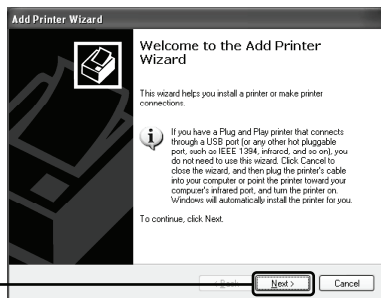 Add Printer Wizard
Welcome to the Add Printer
Wizard
This wizard helps you install a printer or make printer
connections.
If you have a Plug and Play printer that connects
through a USB port (or any other hot pluggable
port, such as IEEE 1394, infrared, and so on), you
do not need to use this wizard. Click Cancel to
close the wizard, and then plug the printer's cable
into your computer or point the printer toward your
computer's infrared port, and turn the printer on.
Windows will automatically install the printer for you.
To continue, click Next.
< Back
Next >
Cancel